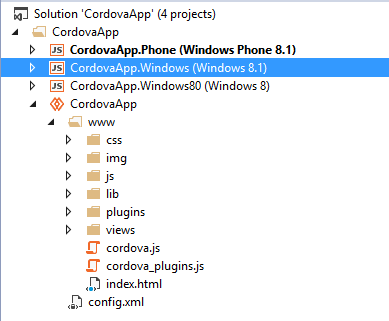 Solution 'CordovaApp' (4 projects)
CordovaApp
JS CordovaApp.Phone (Windows Phone 8.1)
JS CordovaApp.Windows (Windows 8.1)
JS CordovaApp.Windows80 (Windows 8)
CordovaApp
www
css
img
js
lib
plugins
views
cordova.js
cordova_plugins.js
index.html
config.xml